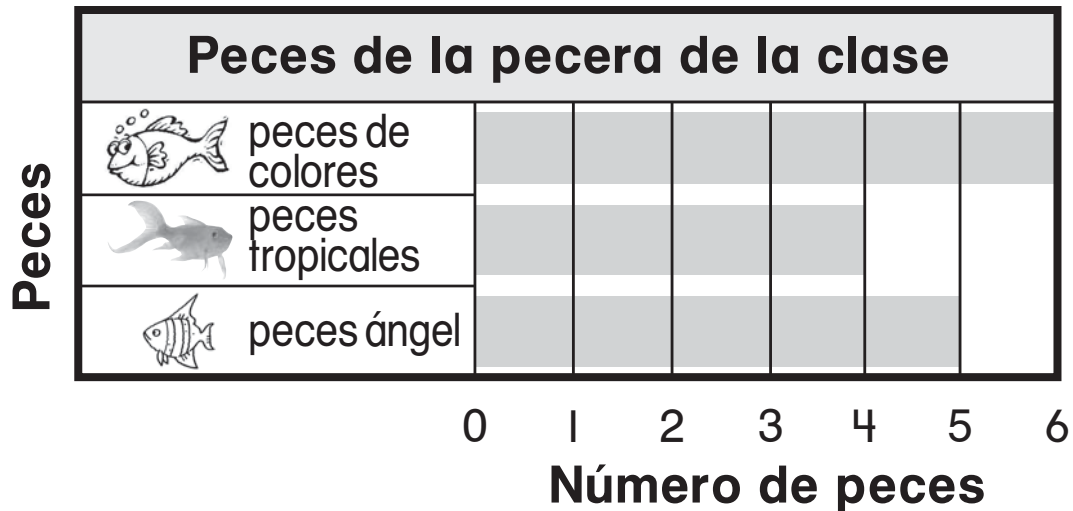 Peces de la pecera de la clase
Peces
peces de
colores
peces
tropicales
peces ángel
0 1 2 3 4 5 6
Número de peces